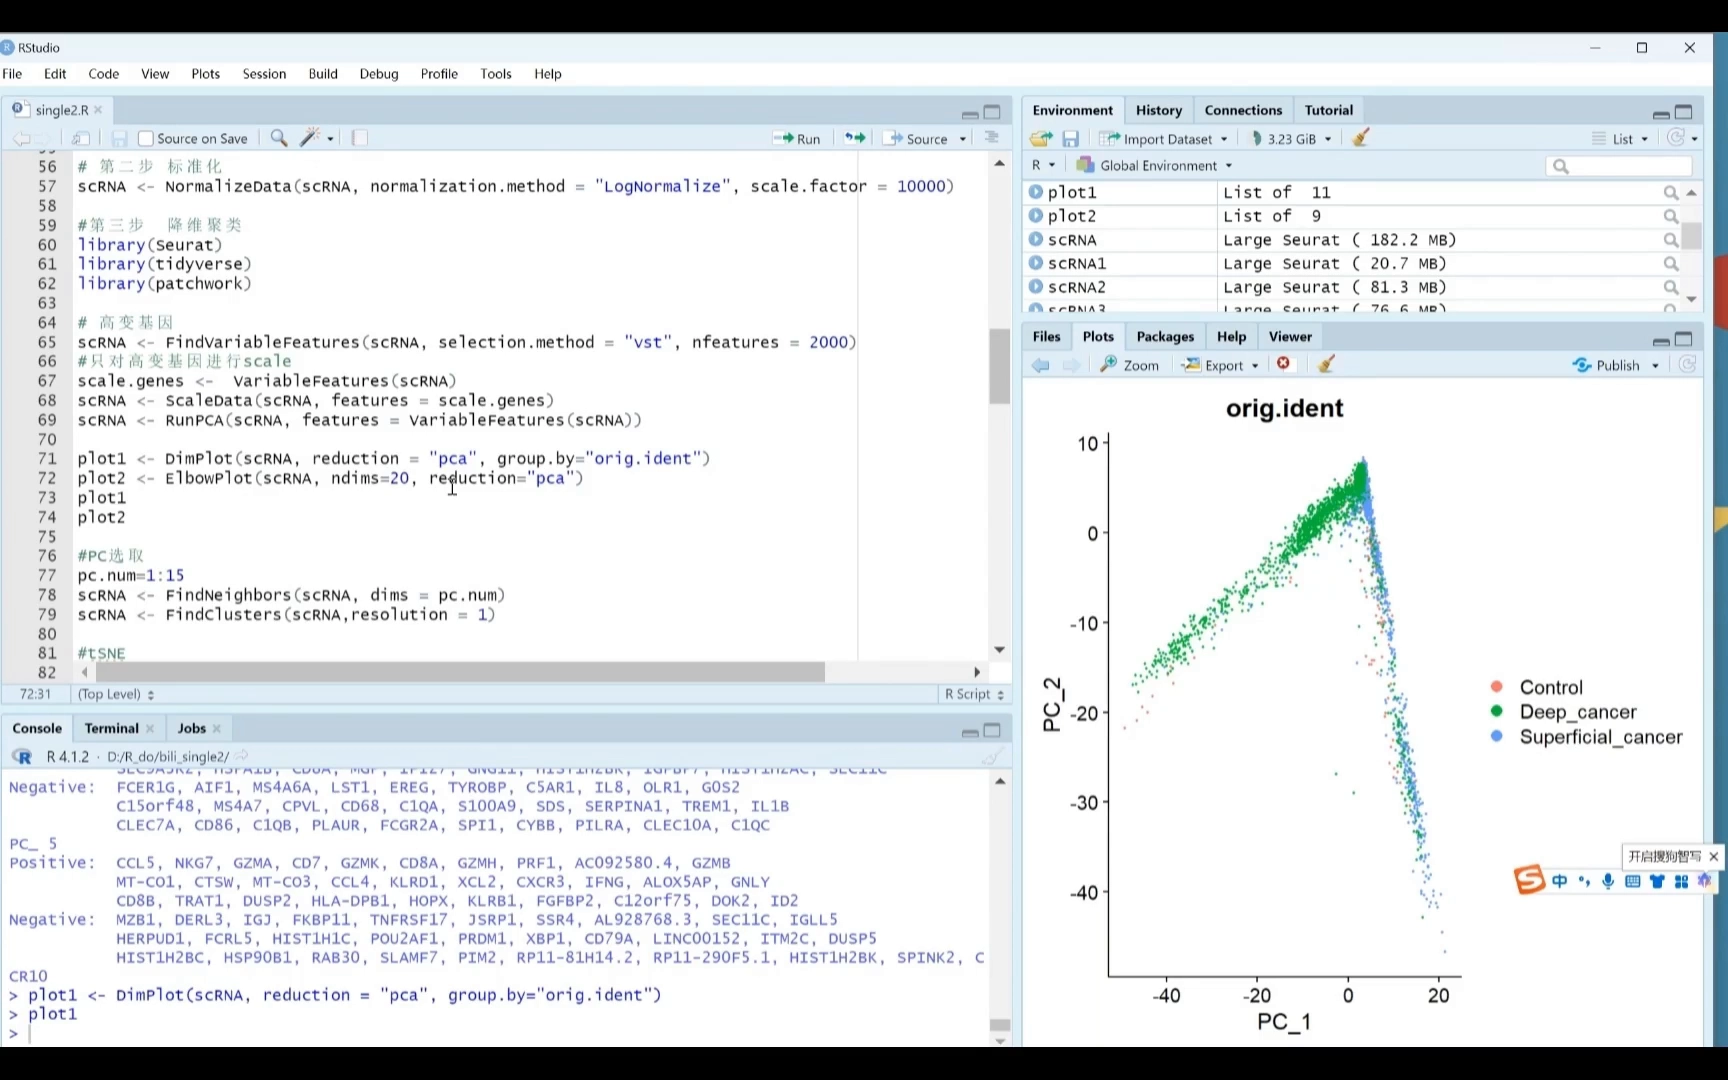 RStudio
File Edit Code View Plots Session Build Debug Profile Tools Help
single2.R
Source on Save Run Source
56 # 第二步 标准化
57 scRNA <- NormalizeData(scRNA, normalization.method = "LogNormalize", scale.factor = 10000)
58
59 #第三步 降维聚类
60 library(Seurat)
61 library(tidyverse)
62 library(patchwork)
63
64 # 高变基因
65 scRNA <- FindVariableFeatures(scRNA, selection.method = "vst", nfeatures = 2000)
66 #只对高变基因进行scale
67 scale.genes <- VariableFeatures(scRNA)
68 scRNA <- ScaleData(scRNA, features = scale.genes)
69 scRNA <- RunPCA(scRNA, features = VariableFeatures(scRNA))
70
71 plot1 <- DimPlot(scRNA, reduction = "pca", group.by="orig.ident")
72 plot2 <- ElbowPlot(scRNA, ndims=20, reduction="pca")
73 plot1
74 plot2
75
76 #PC选取
77 pc.num=1:15
78 scRNA <- FindNeighbors(scRNA, dims = pc.num)
79 scRNA <- FindClusters(scRNA,resolution = 1)
80
81 #tSNE
82
72:31 (Top Level) R Script
Console Terminal Jobs
R 4.1.2 · D:/R_do/bili_single2/
Negative: FCER1G, AIF1, MS4A6A, LST1, EREG, TYROBP, C5AR1, IL8, OLR1, G0S2
C15orf48, MS4A7, CPVL, CD68, C1QA, S100A9, SDS, SERPINA1, TREM1, IL1B
CLEC7A, CD86, C1QB, PLAUR, FCGR2A, SPI1, CYBB, PILRA, CLEC10A, C1QC
PC_ 5
Positive: CCL5, NKG7, GZMA, CD7, GZMK, CD8A, GZMH, PRF1, AC092580.4, GZMB
MT-CO1, CTSW, MT-CO3, CCL4, KLRD1, XCL2, CXCR3, IFNG, ALOX5AP, GNLY
CD8B, TRAT1, DUSP2, HLA-DPB1, HOPX, KLRB1, FGFBP2, C12orf75, DOK2, ID2
Negative: MZB1, DERL3, IGJ, FKBP11, TNFRSF17, JSRP1, SSR4, AL928768.3, SEC11C, IGLL5
HERPUD1, FCRL5, HIST1H1C, POU2AF1, PRDM1, XBP1, CD79A, LINC00152, ITM2C, DUSP5
HIST1H2BC, HSP90B1, RAB30, SLAMF7, PIM2, RP11-81H14.2, RP11-290F5.1, HIST1H2BK, SPINK2, C
CR10
> plot1 <- DimPlot(scRNA, reduction = "pca", group.by="orig.ident")
> plot1
>
Environment History Connections Tutorial
Import Dataset 3.23 GiB List
R Global Environment
plot1 List of 11
plot2 List of 9
scRNA Large Seurat ( 182.2 MB)
scRNA1 Large Seurat ( 20.7 MB)
scRNA2 Large Seurat ( 81.3 MB)
scRNA3 Large Seurat ( 76.6 MB)
Files Plots Packages Help Viewer
Zoom Export Publish
orig.ident
10
0
-10
-20
-30
-40
PC_2
-40 -20 0 20
PC_1
Control
Deep_cancer
Superficial_cancer
开启搜狗智写
S 中